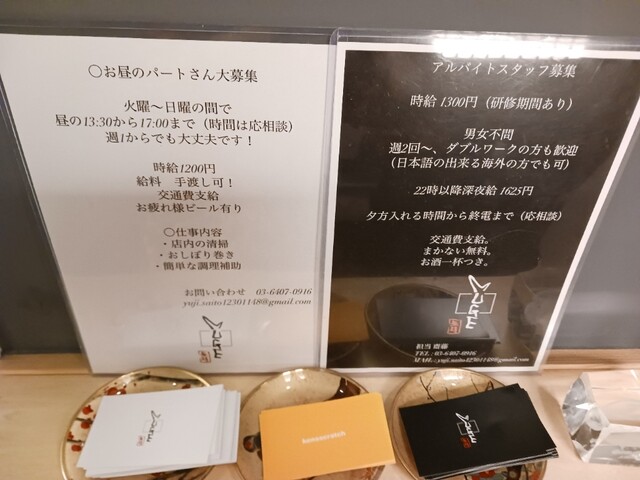 〇お昼のパートさん大募集
火曜～日曜の間で
昼の13:30から17:00まで（時間は応相談）
週1からでも大丈夫です！
時給1200円
給料　手渡し可！
交通費支給
お疲れ様ビール有り
〇仕事内容
・店内の清掃
・おしぼり巻き
・簡単な調理補助
お問い合わせ　03-6407-0916
yuji.saito12301148@gmail.com
アルバイトスタッフ募集
時給 1300円（研修期間あり）
男女不問
週2回～、ダブルワークの方も歓迎
（日本語の出来る海外の方でも可）
22時以降深夜給 1625円
夕方入れる時間から終電まで（応相談）
交通費支給。
まかない無料。
お酒一杯つき。
担当 齋藤
TEL : 03-6407-0916
MAIL : yuji.saito12301148@gmail.com